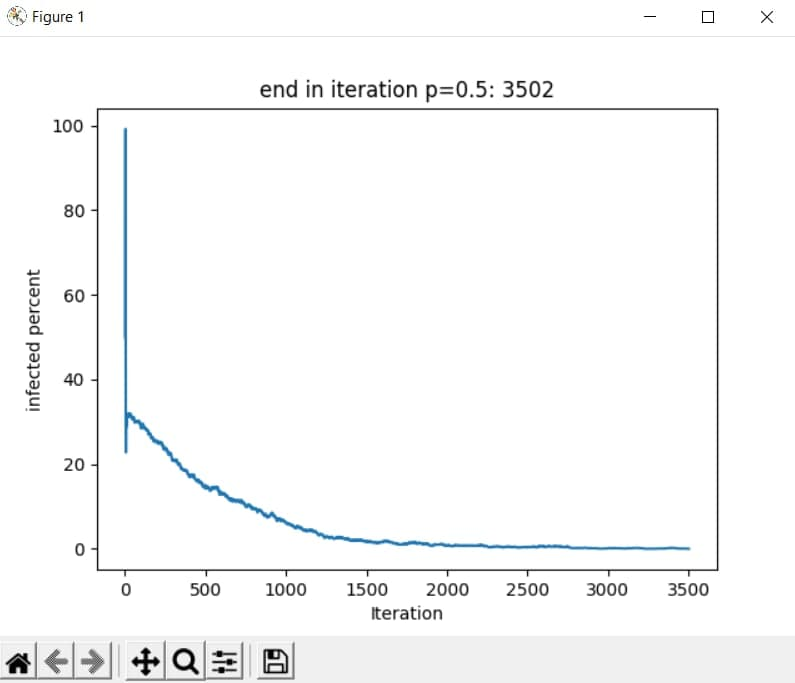 Figure 1
end in iteration p=0.5: 3502
100
80
60
40
20
0
infected percent
0 500 1000 1500 2000 2500 3000 3500
Iteration